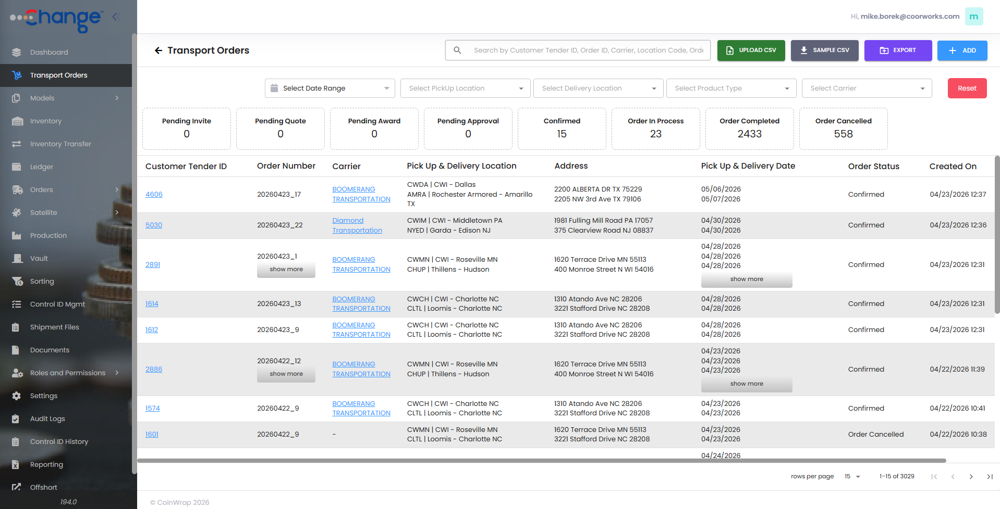 Change
Hi, mike.borek@coorworks.com
m
Dashboard
Transport Orders
Models
Inventory
Inventory Transfer
Ledger
Orders
Satellite
Production
Vault
Sorting
Control ID Mgmt
Shipment Files
Documents
Roles and Permissions
Settings
Audit Logs
Control ID History
Reporting
Offshort
194.0
Transport Orders
Search by Customer Tender ID, Order ID, Carrier, Location Code, Orde
UPLOAD CSV
SAMPLE CSV
EXPORT
ADD
Select Date Range
Select PickUp Location
Select Delivery Location
Select Product Type
Select Carrier
Reset
Pending Invite
0
Pending Quote
0
Pending Award
0
Pending Approval
0
Confirmed
15
Order In Process
23
Order Completed
2433
Order Cancelled
558
Customer Tender ID Order Number Carrier Pick Up & Delivery Location Address Pick Up & Delivery Date Order Status Created On
4606
20260423_17
BOOMERANG
TRANSPORTATION
CWDA | CWI - Dallas
AMRA | Rochester Armored - Amarillo
TX
2200 ALBERTA DR TX 75229
2205 NW 3rd Ave TX 79106
05/06/2026
05/07/2026
Confirmed
04/23/2026 12:37
5030
20260423_22
Diamond
Transportation
CWIM | CWI - Middletown PA
NYED | Garda - Edison NJ
1981 Fulling Mill Road PA 17057
375 Clearview Road NJ 08837
04/30/2026
04/30/2026
Confirmed
04/23/2026 12:36
2891
20260423_1
show more
BOOMERANG
TRANSPORTATION
CWMN | CWI - Roseville MN
CHUP | Thillens - Hudson
1620 Terrace Drive MN 55113
400 Monroe Street N WI 54016
04/28/2026
04/28/2026
04/28/2026
show more
Confirmed
04/23/2026 12:31
1614
20260423_13
BOOMERANG
TRANSPORTATION
CWCH | CWI - Charlotte NC
CLTL | Loomis - Charlotte NC
1310 Atando Ave NC 28206
3221 Stafford Drive NC 28208
04/28/2026
04/28/2026
Confirmed
04/23/2026 12:31
1612
20260423_9
BOOMERANG
TRANSPORTATION
CWCH | CWI - Charlotte NC
CLTL | Loomis - Charlotte NC
1310 Atando Ave NC 28206
3221 Stafford Drive NC 28208
04/28/2026
04/28/2026
Confirmed
04/23/2026 12:31
2886
20260422_12
show more
BOOMERANG
TRANSPORTATION
CWMN | CWI - Roseville MN
CHUP | Thillens - Hudson
1620 Terrace Drive MN 55113
400 Monroe Street N WI 54016
04/23/2026
04/23/2026
04/23/2026
show more
Confirmed
04/22/2026 11:39
1574
20260422_9
BOOMERANG
TRANSPORTATION
CWCH | CWI - Charlotte NC
CLTL | Loomis - Charlotte NC
1310 Atando Ave NC 28206
3221 Stafford Drive NC 28208
04/23/2026
04/23/2026
Confirmed
04/22/2026 10:41
1601
20260422_9
-
CWMN | CWI - Roseville MN
CLTL | Loomis - Charlotte NC
1620 Terrace Drive MN 55113
3221 Stafford Drive NC 28208
04/23/2026
04/23/2026
Order Cancelled
04/22/2026 10:38
04/24/2026
rows per page 15 1-15 of 3029
© CoinWrap 2026